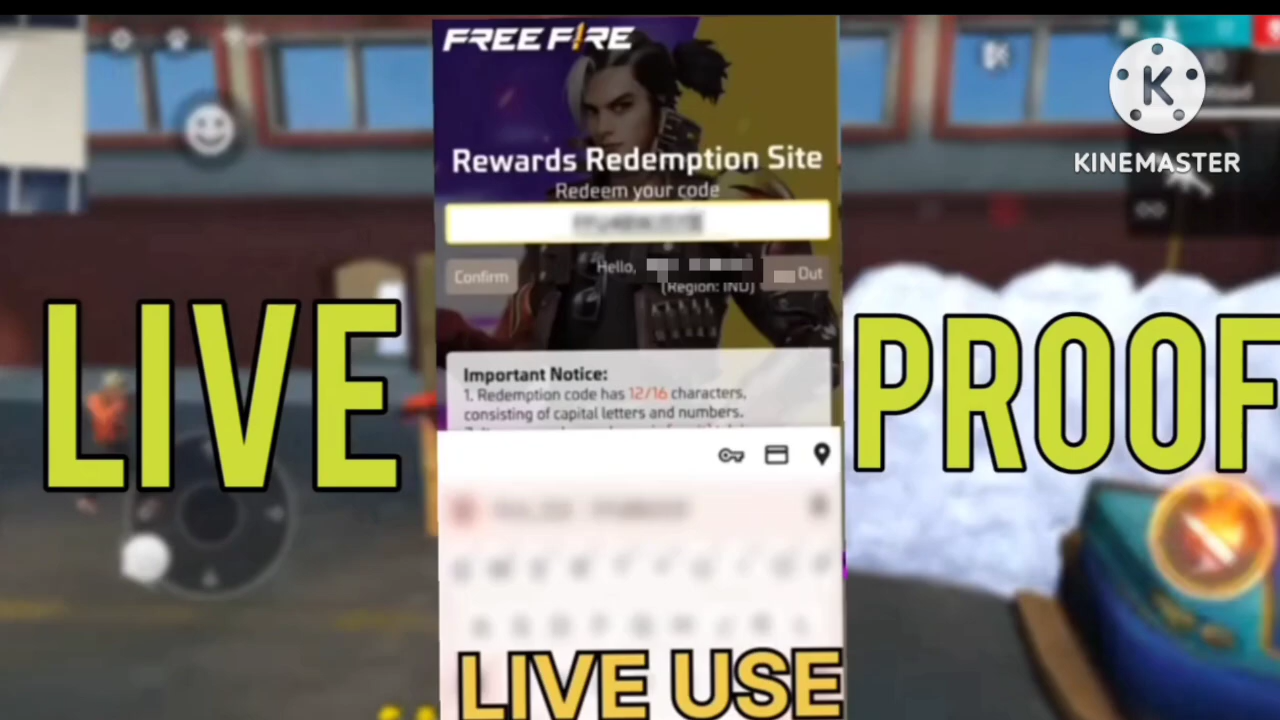 FREE FIRE
KINEMASTER
Rewards Redemption Site
Redeem your code
Confirm
Hello,
Out
(Region: IND)
LIVE PROOF
Important Notice:
1. Redemption code has 12/16 characters,
consisting of capital letters and numbers.
LIVE USE